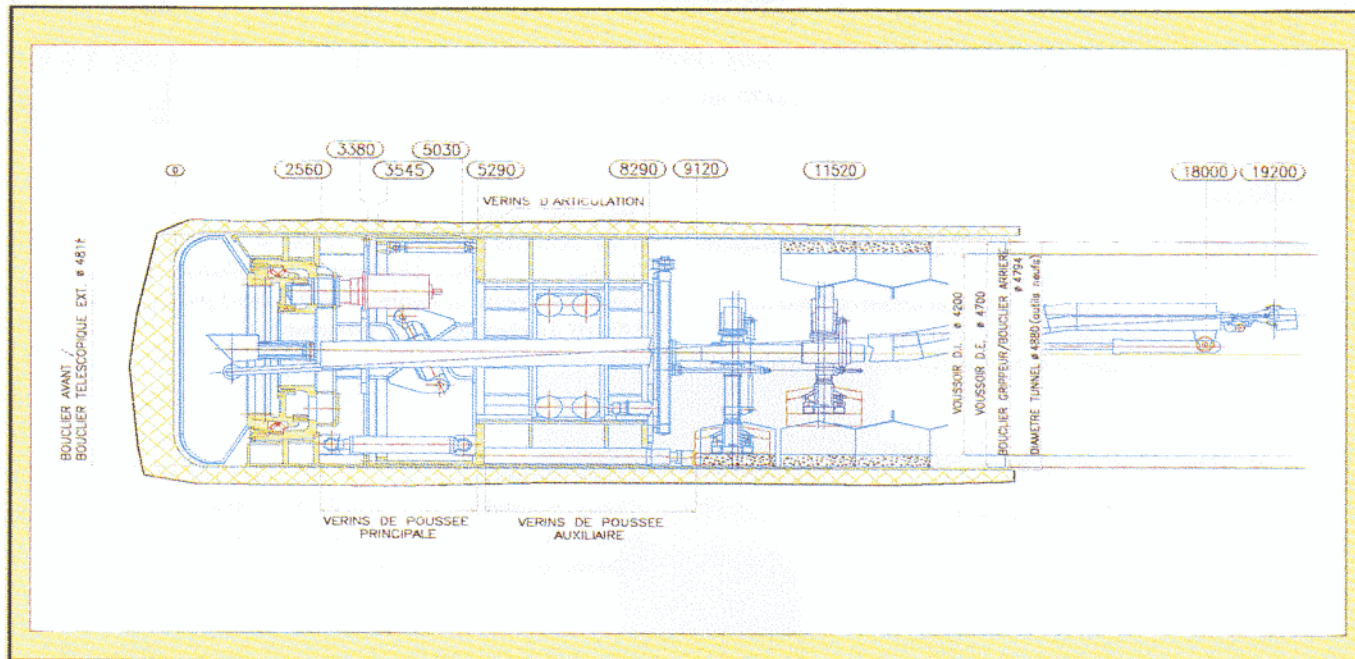 0
2560
3380
3545
5030
5290
8290
9120
11520
18000
19200
VERINS D'ARTICULATION
BOUCLIER AVANT /
BOUCLIER TELESCOPIQUE EXT. ø
VOUSSOIR D.I. ø 4200
VOUSSOIR D.E. ø 4700
BOUCLIER GRIPPEUR/BOUCLIER ARRIERE
ø 4794
DIAMETRE TUNNEL ø 4880 (outils neufs)
VERINS DE POUSSEE
PRINCIPALE
VERINS DE POUSSEE
AUXILIAIRE